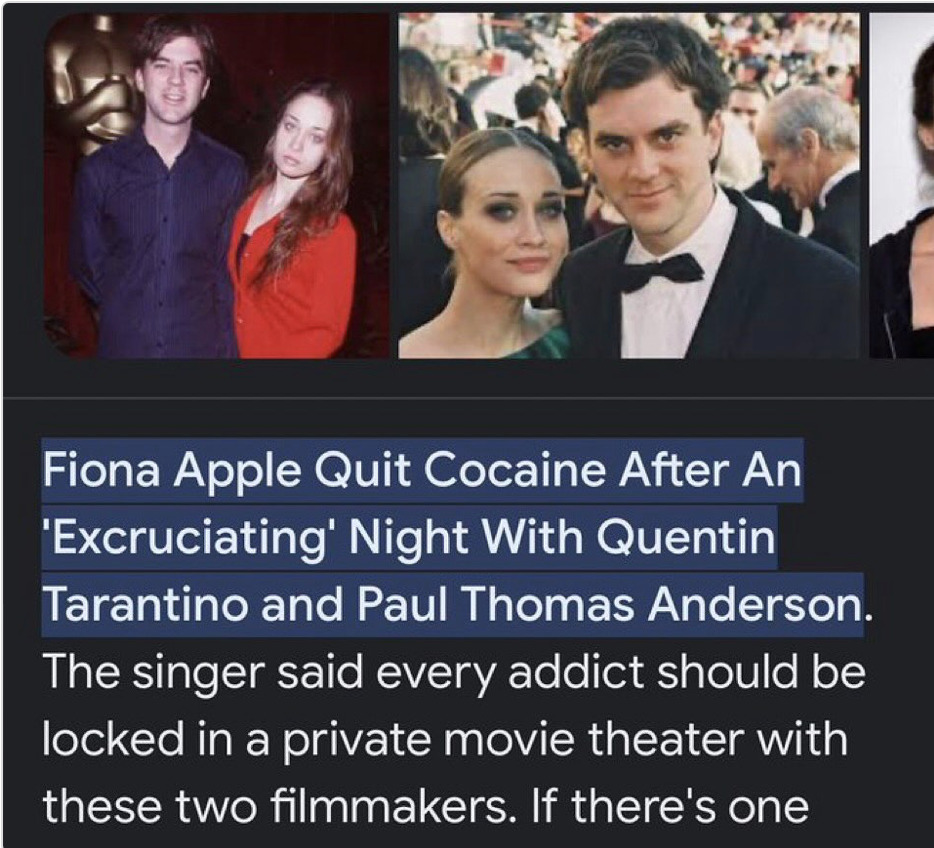 Fiona Apple Quit Cocaine After An
'Excruciating' Night With Quentin
Tarantino and Paul Thomas Anderson.
The singer said every addict should be
locked in a private movie theater with
these two filmmakers. If there's one